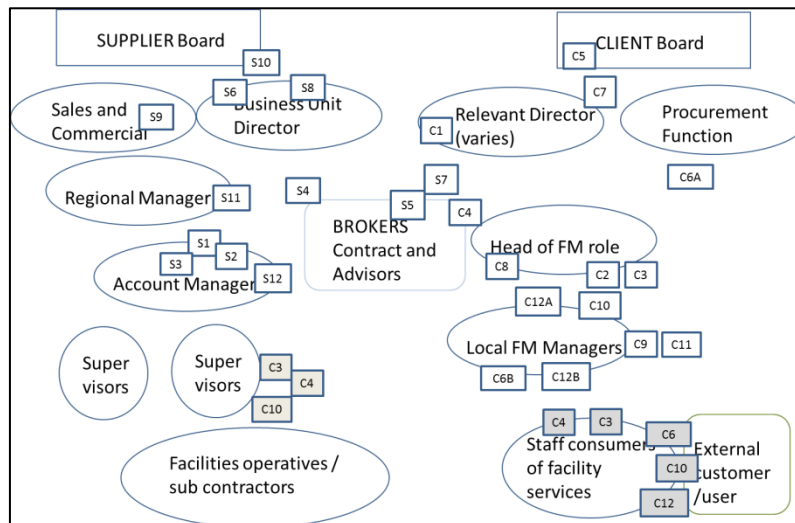 SUPPLIER Board
S10
CLIENT Board
C5
S6
S8
C7
Sales and
Commercial
S9
Business Unit
Director
Relevant Director
(varies)
C1
Procurement
Function
C6A
Regional Manager
S11
S4
S7
S5
C4
BROKERS
Contract and
Advisors
Head of FM role
C8
C2
C3
S1
S2
S3
S12
Account Manager
C12A
C10
Local FM Managers
C9
C11
C6B
C12B
Super
visors
Super
visors
C3
C4
C10
Facilities operatives /
sub contractors
C4
C3
C6
Staff consumers
of facility
services
C10
C12
External
customer
/user